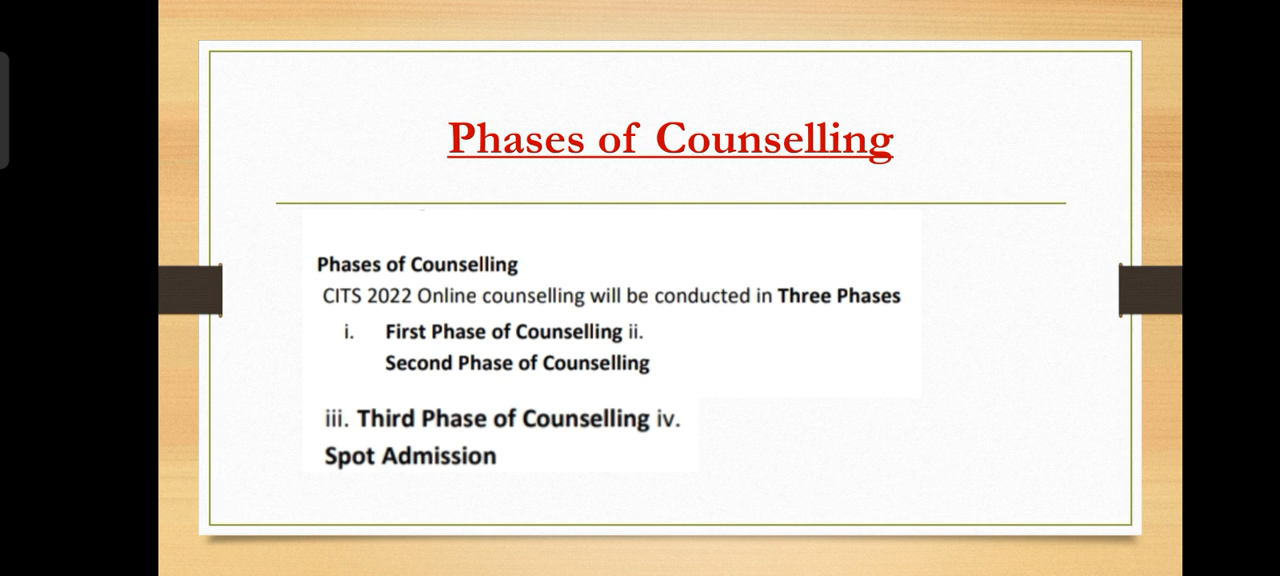 Phases of Counselling
Phases of Counselling
CITS 2022 Online counselling will be conducted in Three Phases
i. First Phase of Counselling ii.
Second Phase of Counselling
iii. Third Phase of Counselling iv.
Spot Admission